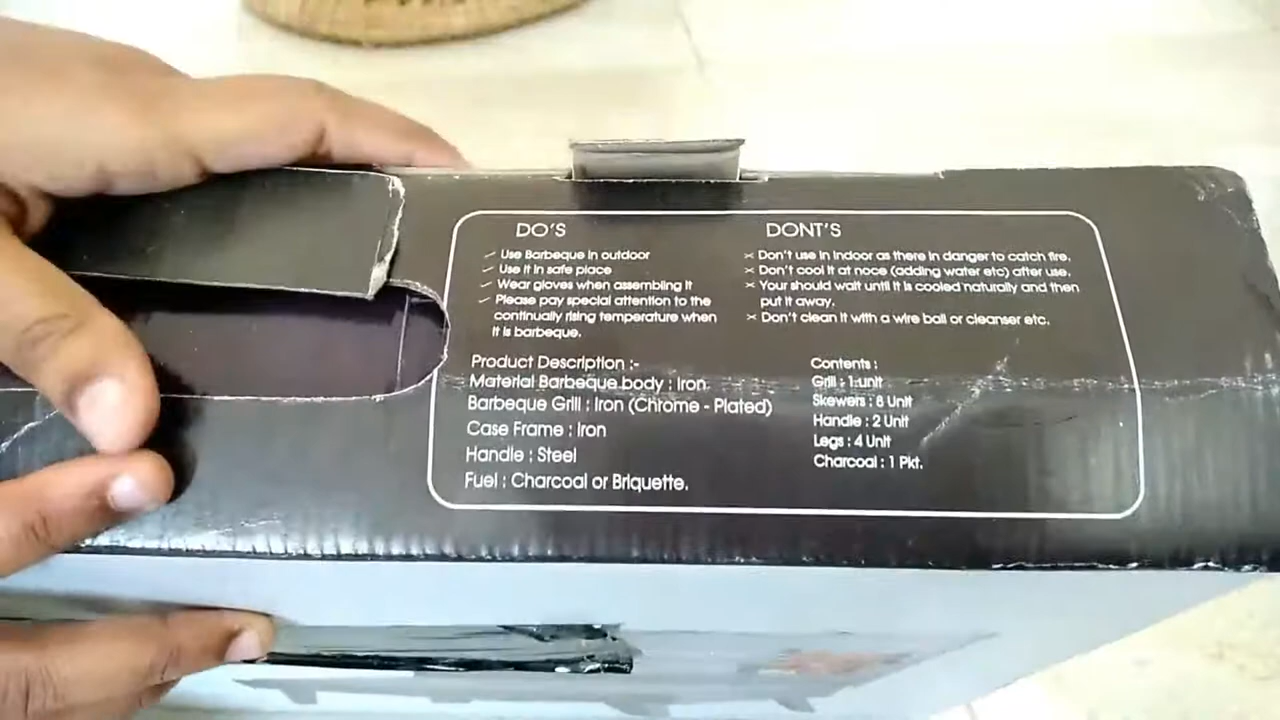 DO'S
Use Barbeque in outdoor
Use it in safe place
Wear gloves when assembling it
Please pay special attention to the
continually rising temperature when
it is barbeque.
DONT'S
Don't use in indoor as there in danger to catch fire.
Don't cool it at noce (adding water etc) after use.
Your should wait until it is cooled naturally and then
put it away.
Don't clean it with a wire ball or cleanser etc.
Product Description :-
Material Barbeque body : Iron
Barbeque Grill : Iron (Chrome - Plated)
Case Frame : Iron
Handle : Steel
Fuel : Charcoal or Briquette.
Contents :
Grill : 1 unit
Skewers : 8 Unit
Handle : 2 Unit
Legs : 4 Unit
Charcoal : 1 Pkt.